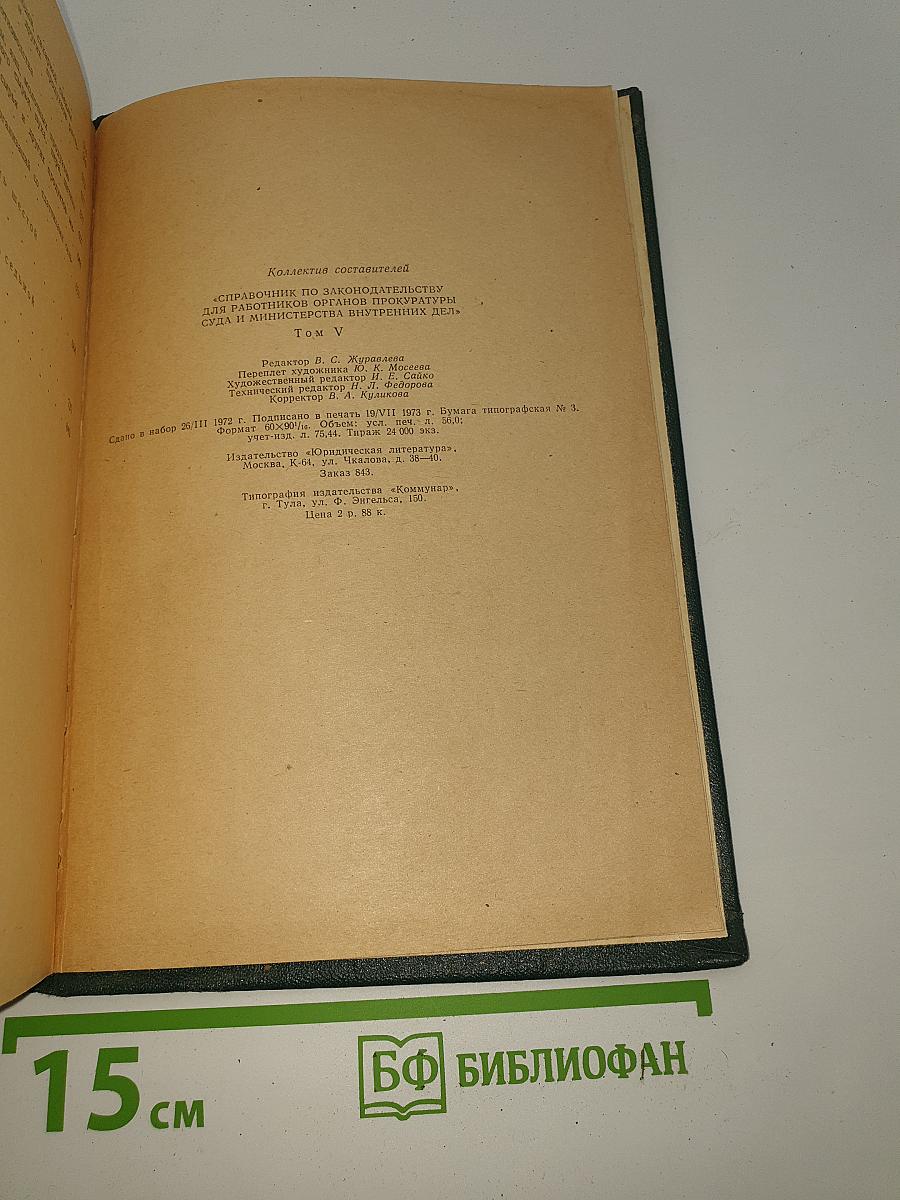 Коллектив составителей
«СПРАВОЧНИК ПО ЗАКОНОДАТЕЛЬСТВУ
ДЛЯ РАБОТНИКОВ ОРГАНОВ ПРОКУРАТУРЫ
СУДА И МИНИСТЕРСТВА ВНУТРЕННИХ ДЕЛ»
Том V
Редактор В. С. Журавлева
Переплет художника Ю. К. Мосеева
Художественный редактор И. Е. Сайко
Технический редактор Н. Л. Федорова
Корректор В. А. Куликова
Сдано в набор 26/III 1972 г. Подписано в печать 19/VII 1973 г. Бумага типографская № 3.
Формат 60×90¹/₁₆. Объем: усл. печ. л. 56,0;
учет-изд. л. 75,44. Тираж 24 000 экз.
Издательство «Юридическая литература»,
Москва, К-64, ул. Чкалова, д. 38—40.
Заказ 843.
Типография издательства «Коммунар»,
г. Тула, ул. Ф. Энгельса, 150.
Цена 2 р. 88 к.
15 см
БФ БИБЛИОФАН